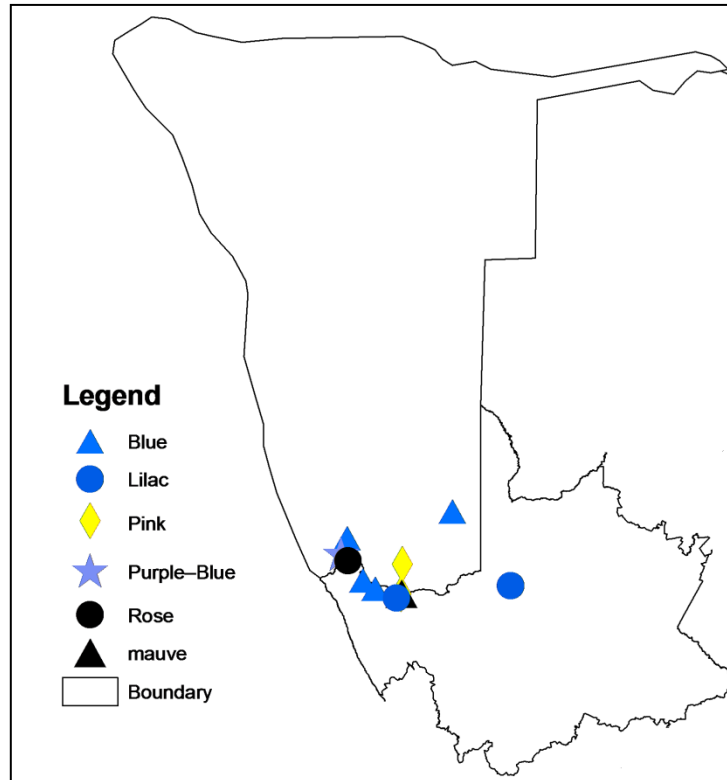 Legend
Blue
Lilac
Pink
Purple–Blue
Rose
mauve
Boundary